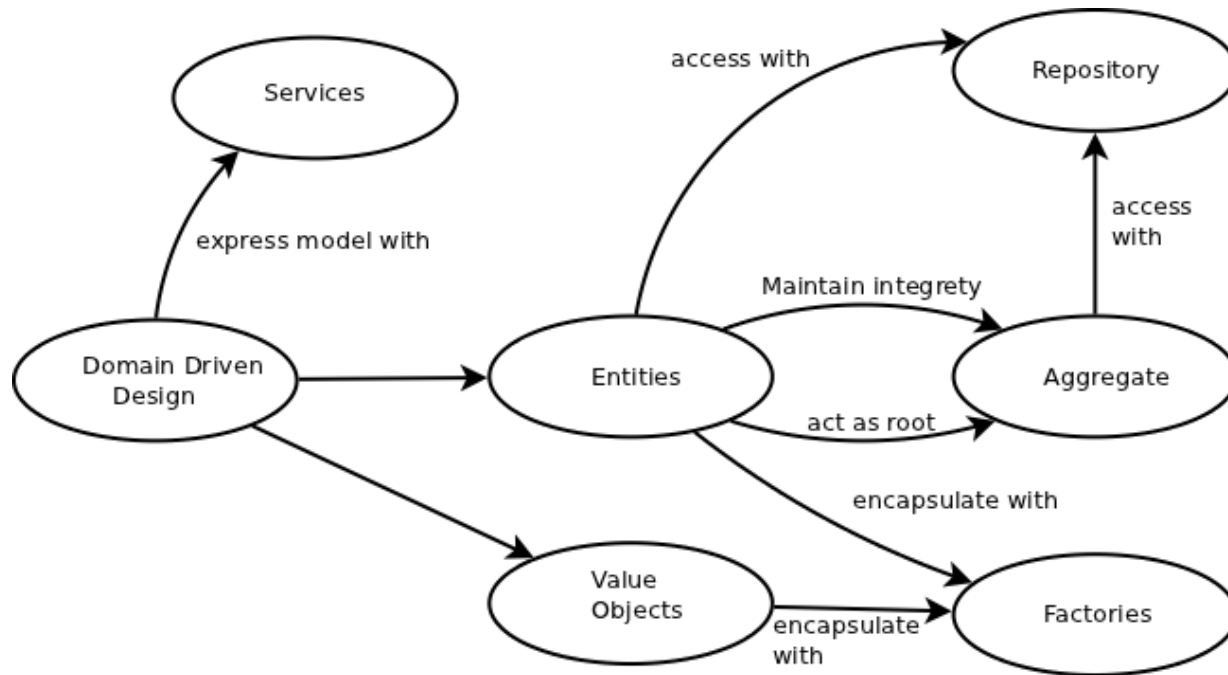 Services
access with
Repository
express model with
access
with
Maintain integrety
Domain Driven
Design
Entities
Aggregate
act as root
encapsulate with
Value
Objects
encapsulate
with
Factories